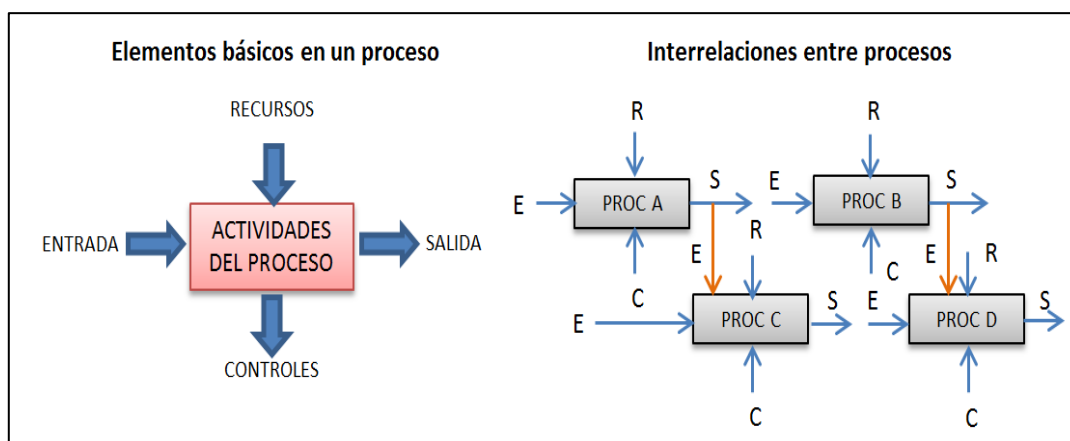 Elementos básicos en un proceso
RECURSOS
ENTRADA
ACTIVIDADES
DEL PROCESO
SALIDA
CONTROLES
Interrelaciones entre procesos
R
E
PROC A
S
C
R
E
PROC B
S
C
E
E
R
PROC C
S
C
E
E
R
PROC D
S
C